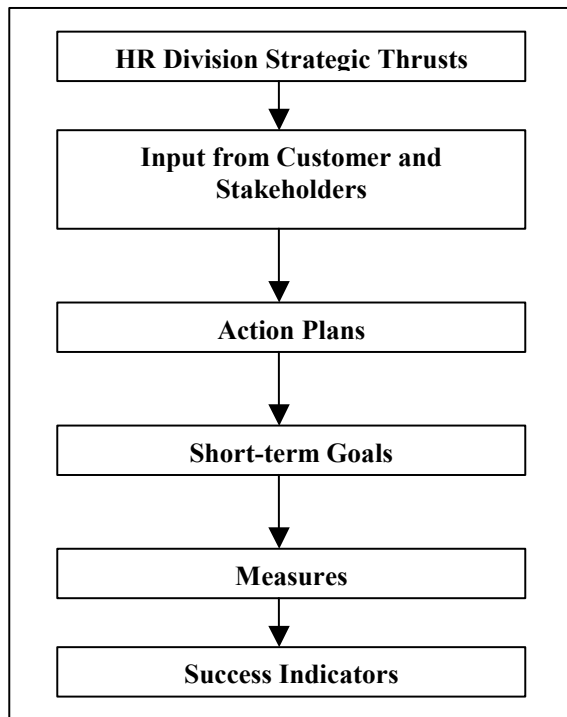 HR Division Strategic Thrusts
Input from Customer and
Stakeholders
Action Plans
Short-term Goals
Measures
Success Indicators